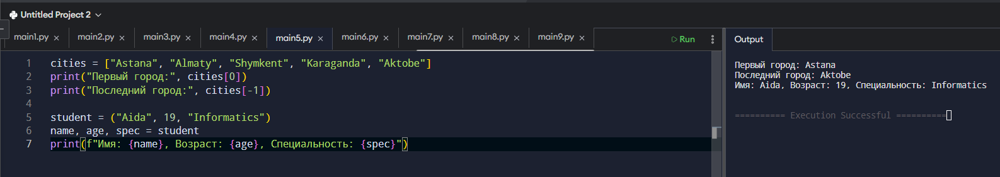 Untitled Project 2
main1.py × main2.py × main3.py × main4.py × main5.py × main6.py × main7.py × main8.py × main9.py ×
Run
Output
1 cities = ["Astana", "Almaty", "Shymkent", "Karaganda", "Aktobe"]
2 print("Первый город:", cities[0])
3 print("Последний город:", cities[-1])
4
5 student = ("Aida", 19, "Informatics")
6 name, age, spec = student
7 print(f"Имя: {name}, Возраст: {age}, Специальность: {spec}")
Первый город: Astana
Последний город: Aktobe
Имя: Aida, Возраст: 19, Специальность: Informatics
========== Execution Successful ==========